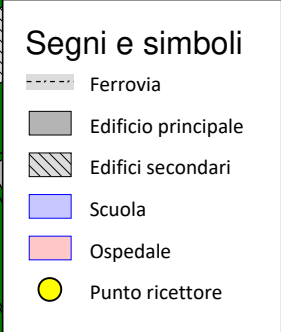 Segni e simboli
Ferrovia
Edificio principale
Edifici secondari
Scuola
Ospedale
Punto ricettore